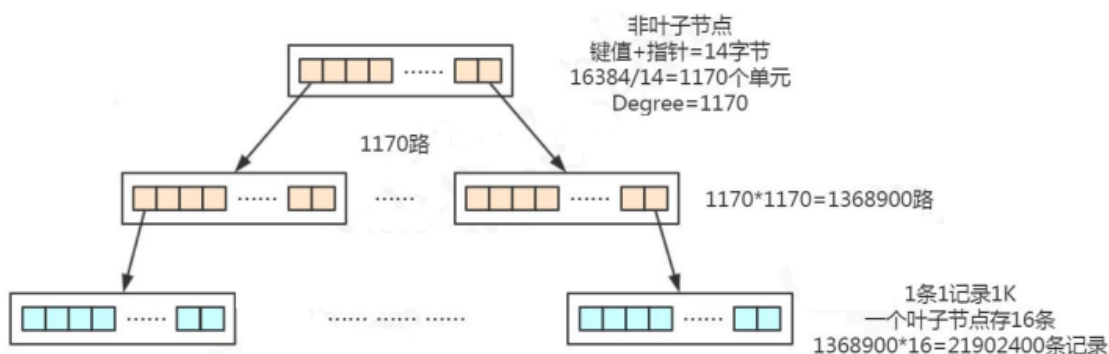 非叶子节点
键值+指针=14字节
16384/14=1170个单元
Degree=1170
······
1170路
······
······
······
1170*1170=1368900路
······
······ ······ ······
······
1条1记录1K
一个叶子节点存16条
1368900*16=21902400条记录